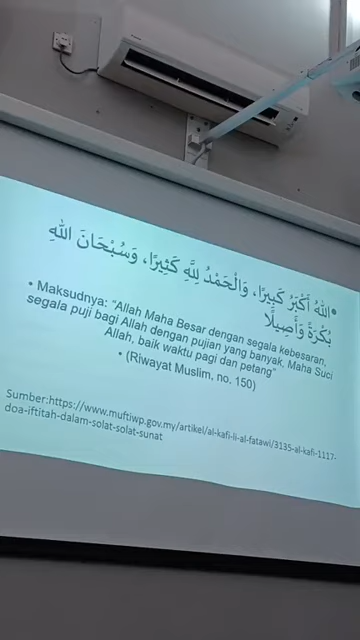 •اللهُ أَكْبَرُ كَبِيرًا، وَالْحَمْدُ لِلَّهِ كَثِيرًا، وَسُبْحَانَ اللهِ
بُكْرَةً وَأَصِيلًا
• Maksudnya: “Allah Maha Besar dengan segala kebesaran,
segala puji bagi Allah dengan pujian yang banyak, Maha Suci
Allah, baik waktu pagi dan petang”
• (Riwayat Muslim, no. 150)
Sumber:https://www.muftiwp.gov.my/artikel/al-kafi-li-al-fatawi/3135-al-kafi-1117-
doa-iftitah-dalam-solat-solat-sunat